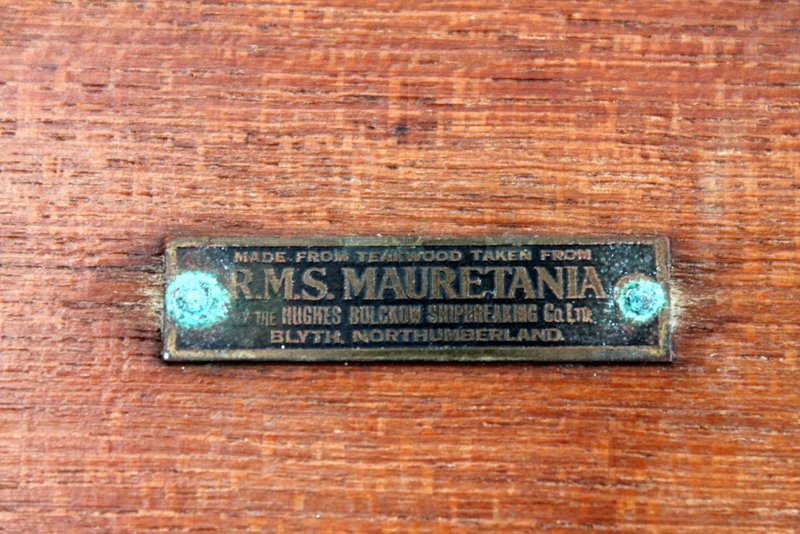 MADE FROM TEAKWOOD TAKEN FROM
R.M.S. MAURETANIA
THE HUGHES BOLCKOW SHIPBREAKING CO. LTD.
BLYTH, NORTHUMBERLAND.